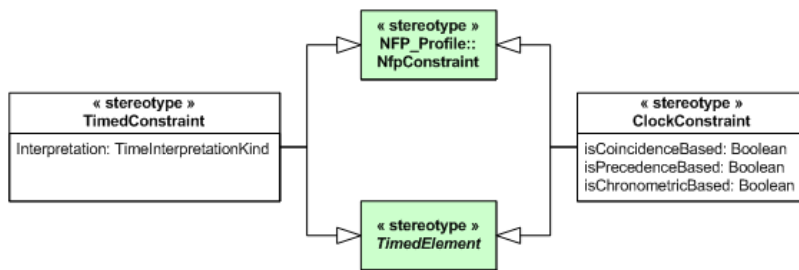 « stereotype »
NFP_Profile::
NfpConstraint
« stereotype »
TimedConstraint
Interpretation: TimeInterpretationKind
« stereotype »
ClockConstraint
isCoincidenceBased: Boolean
isPrecedenceBased: Boolean
isChronometricBased: Boolean
« stereotype »
TimedElement